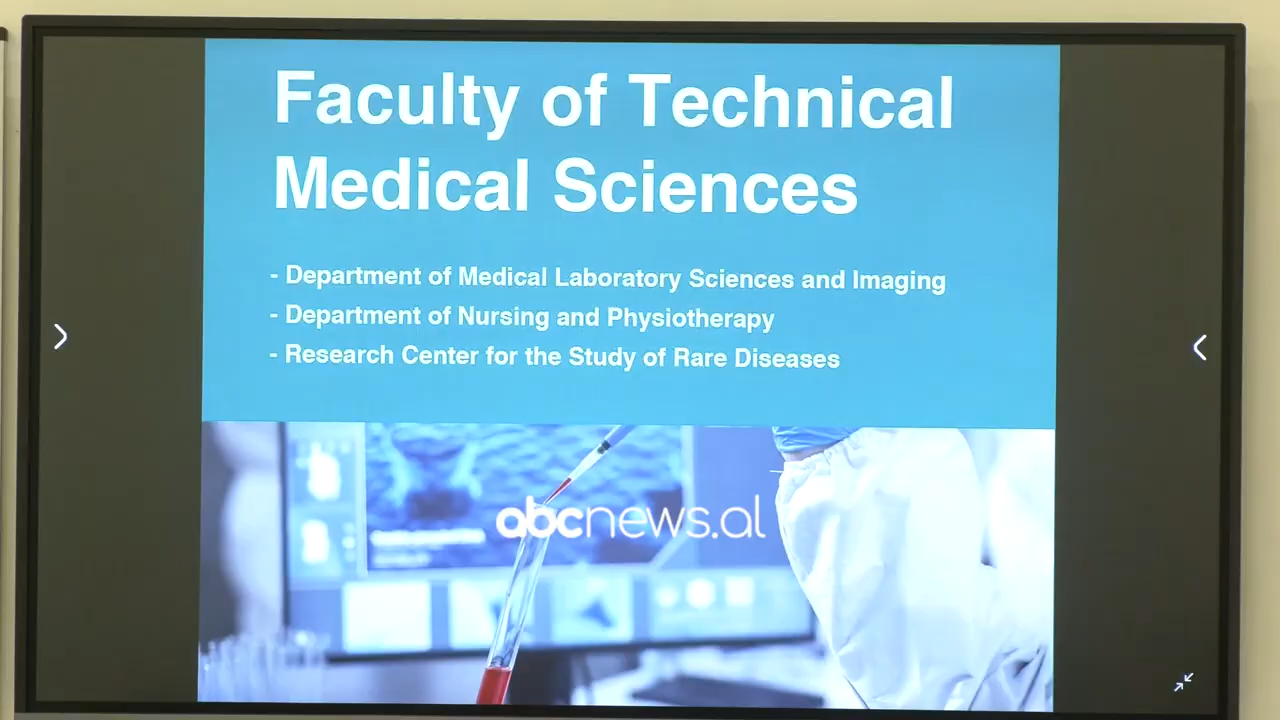 Faculty of Technical
Medical Sciences
- Department of Medical Laboratory Sciences and Imaging
- Department of Nursing and Physiotherapy
- Research Center for the Study of Rare Diseases
abcnews.al